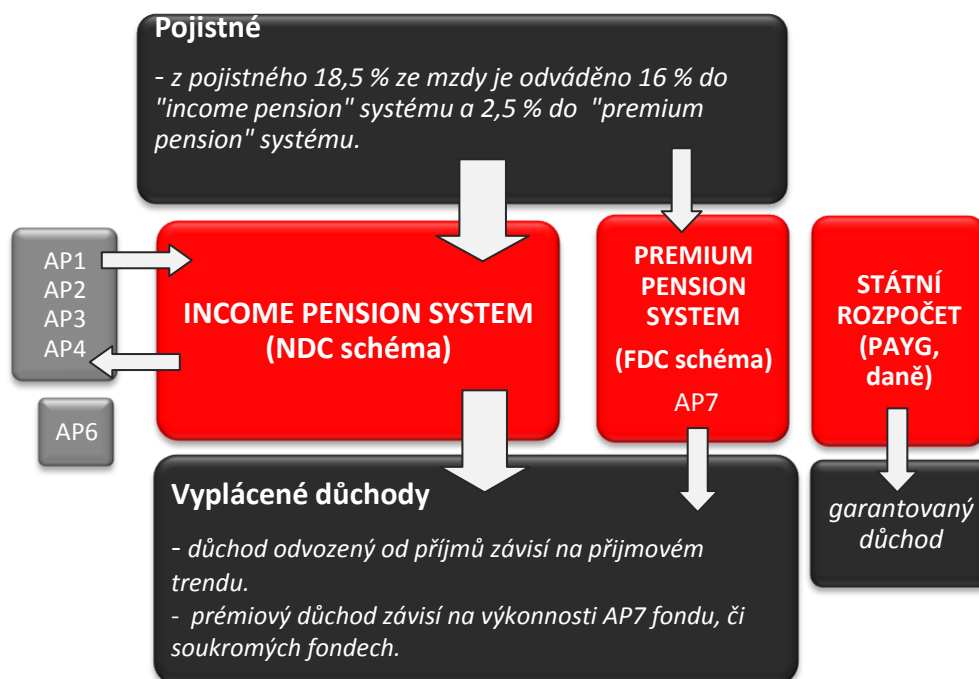 Pojistné
- z pojistného 18,5 % ze mzdy je odváděno 16 % do
"income pension" systému a 2,5 % do "premium
pension" systému.
AP1
AP2
AP3
AP4
AP6
INCOME PENSION SYSTEM
(NDC schéma)
PREMIUM
PENSION
SYSTEM
(FDC schéma)
AP7
STÁTNÍ
ROZPOČET
(PAYG,
daně)
Vyplácené důchody
- důchod odvozený od příjmů závisí na přijmovém
trendu.
- prémiový důchod závisí na výkonnosti AP7 fondu, či
soukromých fondech.
garantovaný
důchod